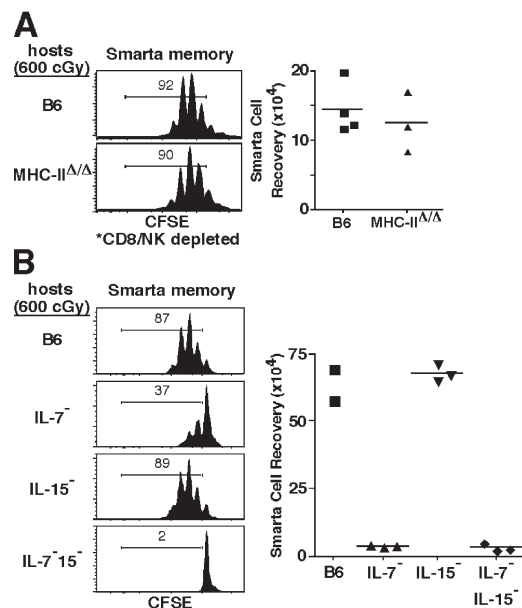 A
hosts
(600 cGy)
Smarta memory
B6
92
MHC-IIΔ/Δ
90
CFSE
*CD8/NK depleted
Smarta Cell
Recovery (x10⁴)
20
10
0
B6
MHC-IIΔ/Δ
B
hosts
(600 cGy)
Smarta memory
B6
87
IL-7⁻
37
IL-15⁻
89
IL-7⁻15⁻
2
CFSE
Smarta Cell Recovery (x10⁴)
75
50
25
0
B6 IL-7⁻ IL-15⁻ IL-7⁻
IL-15⁻